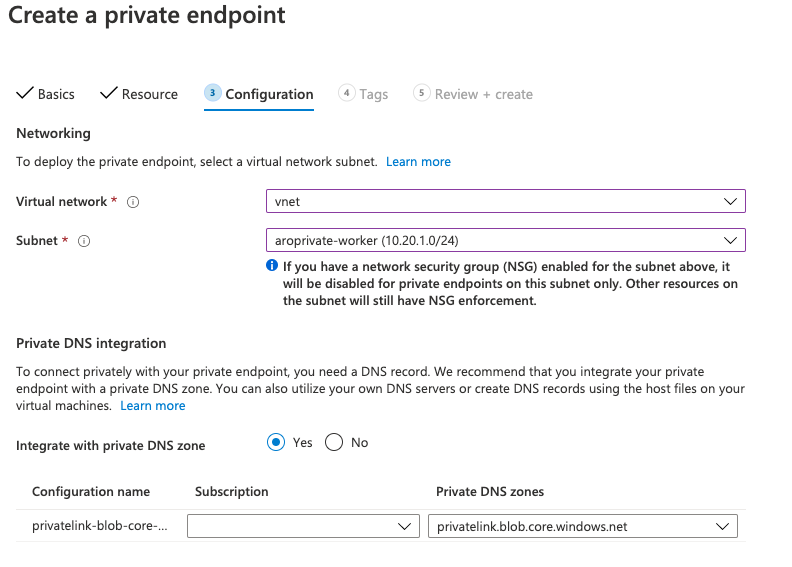 Create a private endpoint
Basics Resource 3 Configuration 4 Tags 5 Review + create
Networking
To deploy the private endpoint, select a virtual network subnet. Learn more
Virtual network * vnet
Subnet * aroprivate-worker (10.20.1.0/24)
If you have a network security group (NSG) enabled for the subnet above, it
will be disabled for private endpoints on this subnet only. Other resources on
the subnet will still have NSG enforcement.
Private DNS integration
To connect privately with your private endpoint, you need a DNS record. We recommend that you integrate your private
endpoint with a private DNS zone. You can also utilize your own DNS servers or create DNS records using the host files on your
virtual machines. Learn more
Integrate with private DNS zone Yes No
Configuration name Subscription Private DNS zones
privatelink-blob-core-... privatelink.blob.core.windows.net